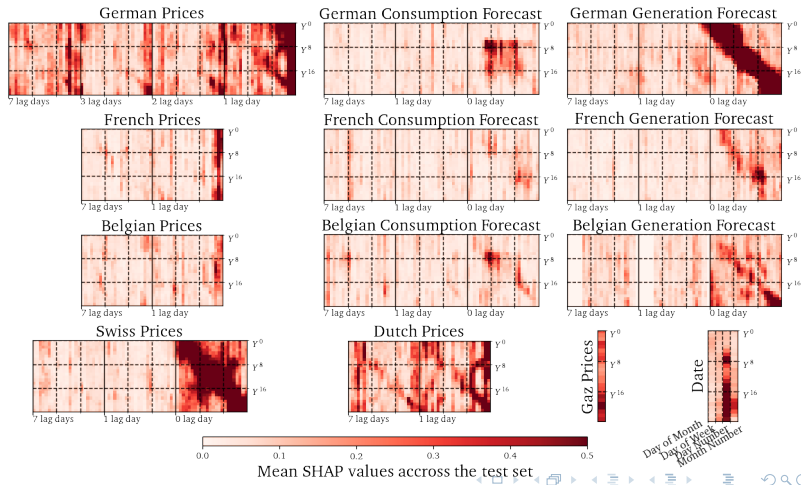 German Prices
Y 0
Y 8
Y 16
7 lag days 3 lag days 2 lag days 1 lag day
German Consumption Forecast
Y 0
Y 8
Y 16
7 lag days 1 lag day 0 lag day
German Generation Forecast
Y 0
Y 8
Y 16
7 lag days 1 lag day 0 lag day
French Prices
Y 0
Y 8
Y 16
7 lag days 1 lag day
French Consumption Forecast
Y 0
Y 8
Y 16
7 lag days 1 lag day 0 lag day
French Generation Forecast
Y 0
Y 8
Y 16
7 lag days 1 lag day 0 lag day
Belgian Prices
Y 0
Y 8
Y 16
7 lag days 1 lag day
Belgian Consumption Forecast
Y 0
Y 8
Y 16
7 lag days 1 lag day 0 lag day
Belgian Generation Forecast
Y 0
Y 8
Y 16
7 lag days 1 lag day 0 lag day
Swiss Prices
Y 0
Y 8
Y 16
7 lag days 1 lag day 0 lag day
Dutch Prices
Y 0
Y 8
Y 16
7 lag days 1 lag day
Gaz Prices
Y 0
Y 8
Y 16
Date
Y 0
Y 8
Y 16
Day of Month
Day of Week
Day Number
Month Number
0.0 0.1 0.2 0.3 0.4 0.5
Mean SHAP values accross the test set